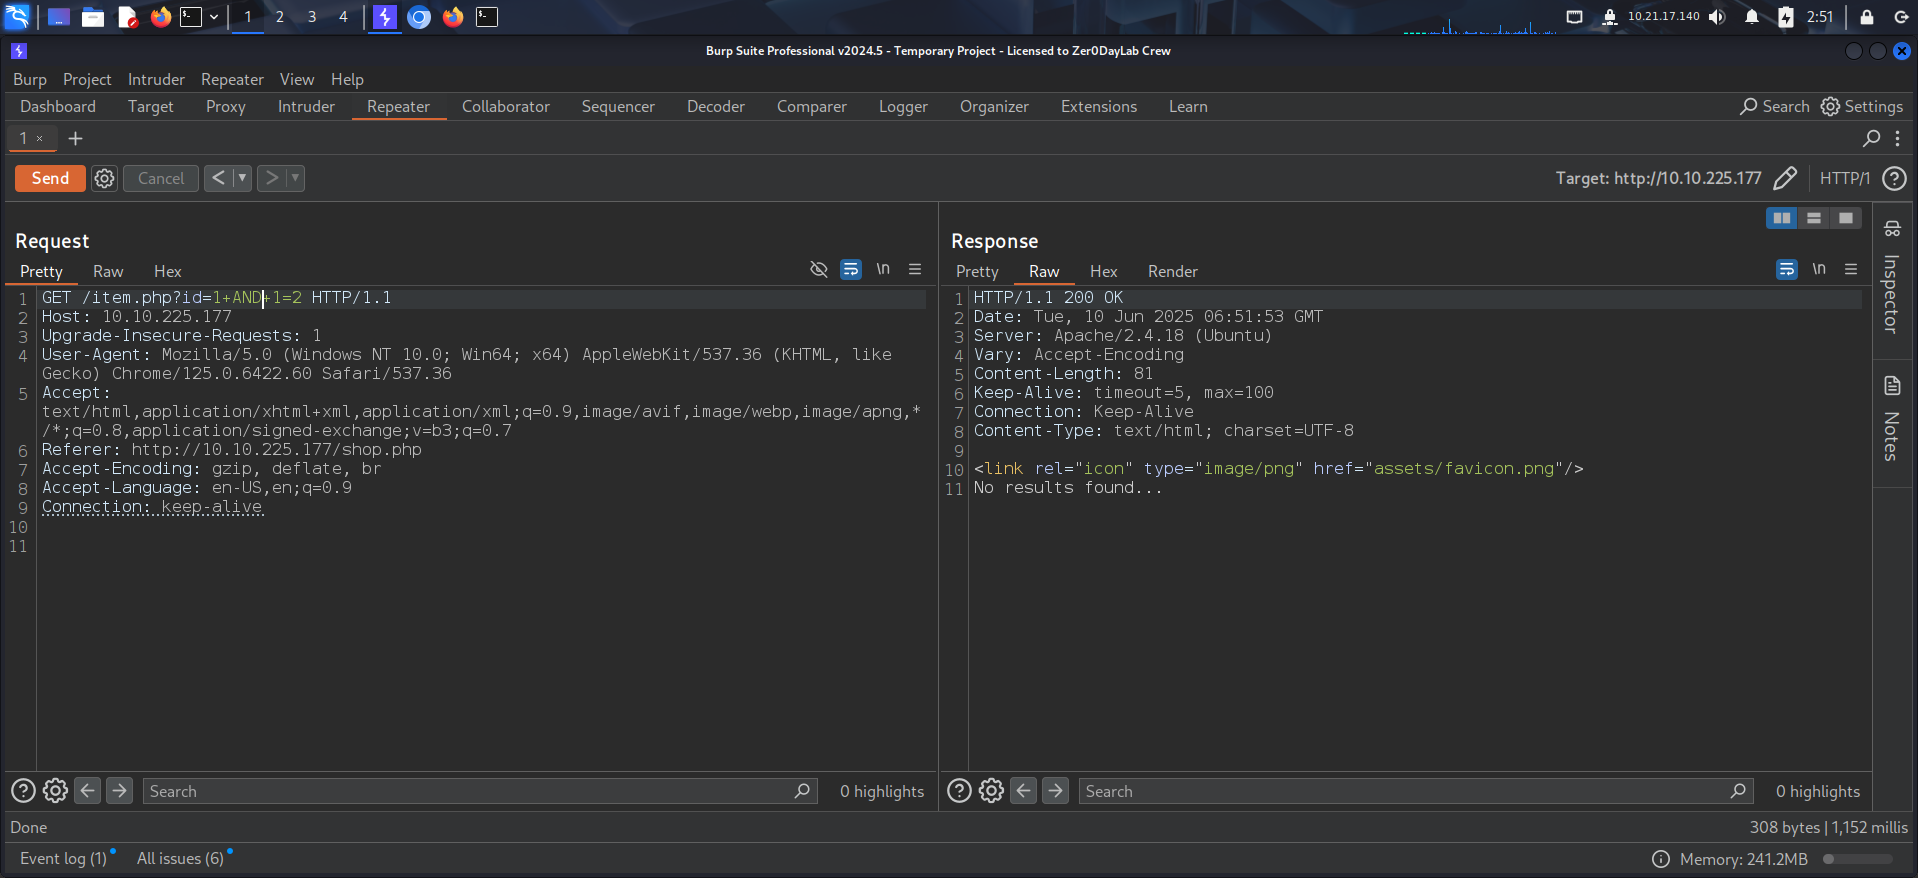 1 2 3 4 10.21.17.140 2:51
Burp Suite Professional v2024.5 - Temporary Project - Licensed to Zer0DayLab Crew
Burp Project Intruder Repeater View Help
Dashboard Target Proxy Intruder Repeater Collaborator Sequencer Decoder Comparer Logger Organizer Extensions Learn Search Settings
1 × +
Send Cancel < > Target: http://10.10.225.177 HTTP/1 ?
Request
Pretty Raw Hex \n
1 GET /item.php?id=1+AND+1=2 HTTP/1.1
2 Host: 10.10.225.177
3 Upgrade-Insecure-Requests: 1
4 User-Agent: Mozilla/5.0 (Windows NT 10.0; Win64; x64) AppleWebKit/537.36 (KHTML, like
Gecko) Chrome/125.0.6422.60 Safari/537.36
5 Accept:
text/html,application/xhtml+xml,application/xml;q=0.9,image/avif,image/webp,image/apng,*
/*;q=0.8,application/signed-exchange;v=b3;q=0.7
6 Referer: http://10.10.225.177/shop.php
7 Accept-Encoding: gzip, deflate, br
8 Accept-Language: en-US,en;q=0.9
9 Connection: keep-alive
10
11
Response
Pretty Raw Hex Render \n
1 HTTP/1.1 200 OK
2 Date: Tue, 10 Jun 2025 06:51:53 GMT
3 Server: Apache/2.4.18 (Ubuntu)
4 Vary: Accept-Encoding
5 Content-Length: 81
6 Keep-Alive: timeout=5, max=100
7 Connection: Keep-Alive
8 Content-Type: text/html; charset=UTF-8
9
10 <link rel="icon" type="image/png" href="assets/favicon.png"/>
11 No results found...
Inspector
Notes
? Search 0 highlights
? Search 0 highlights
Done 308 bytes | 1,152 millis
Event log (1) All issues (6) Memory: 241.2MB